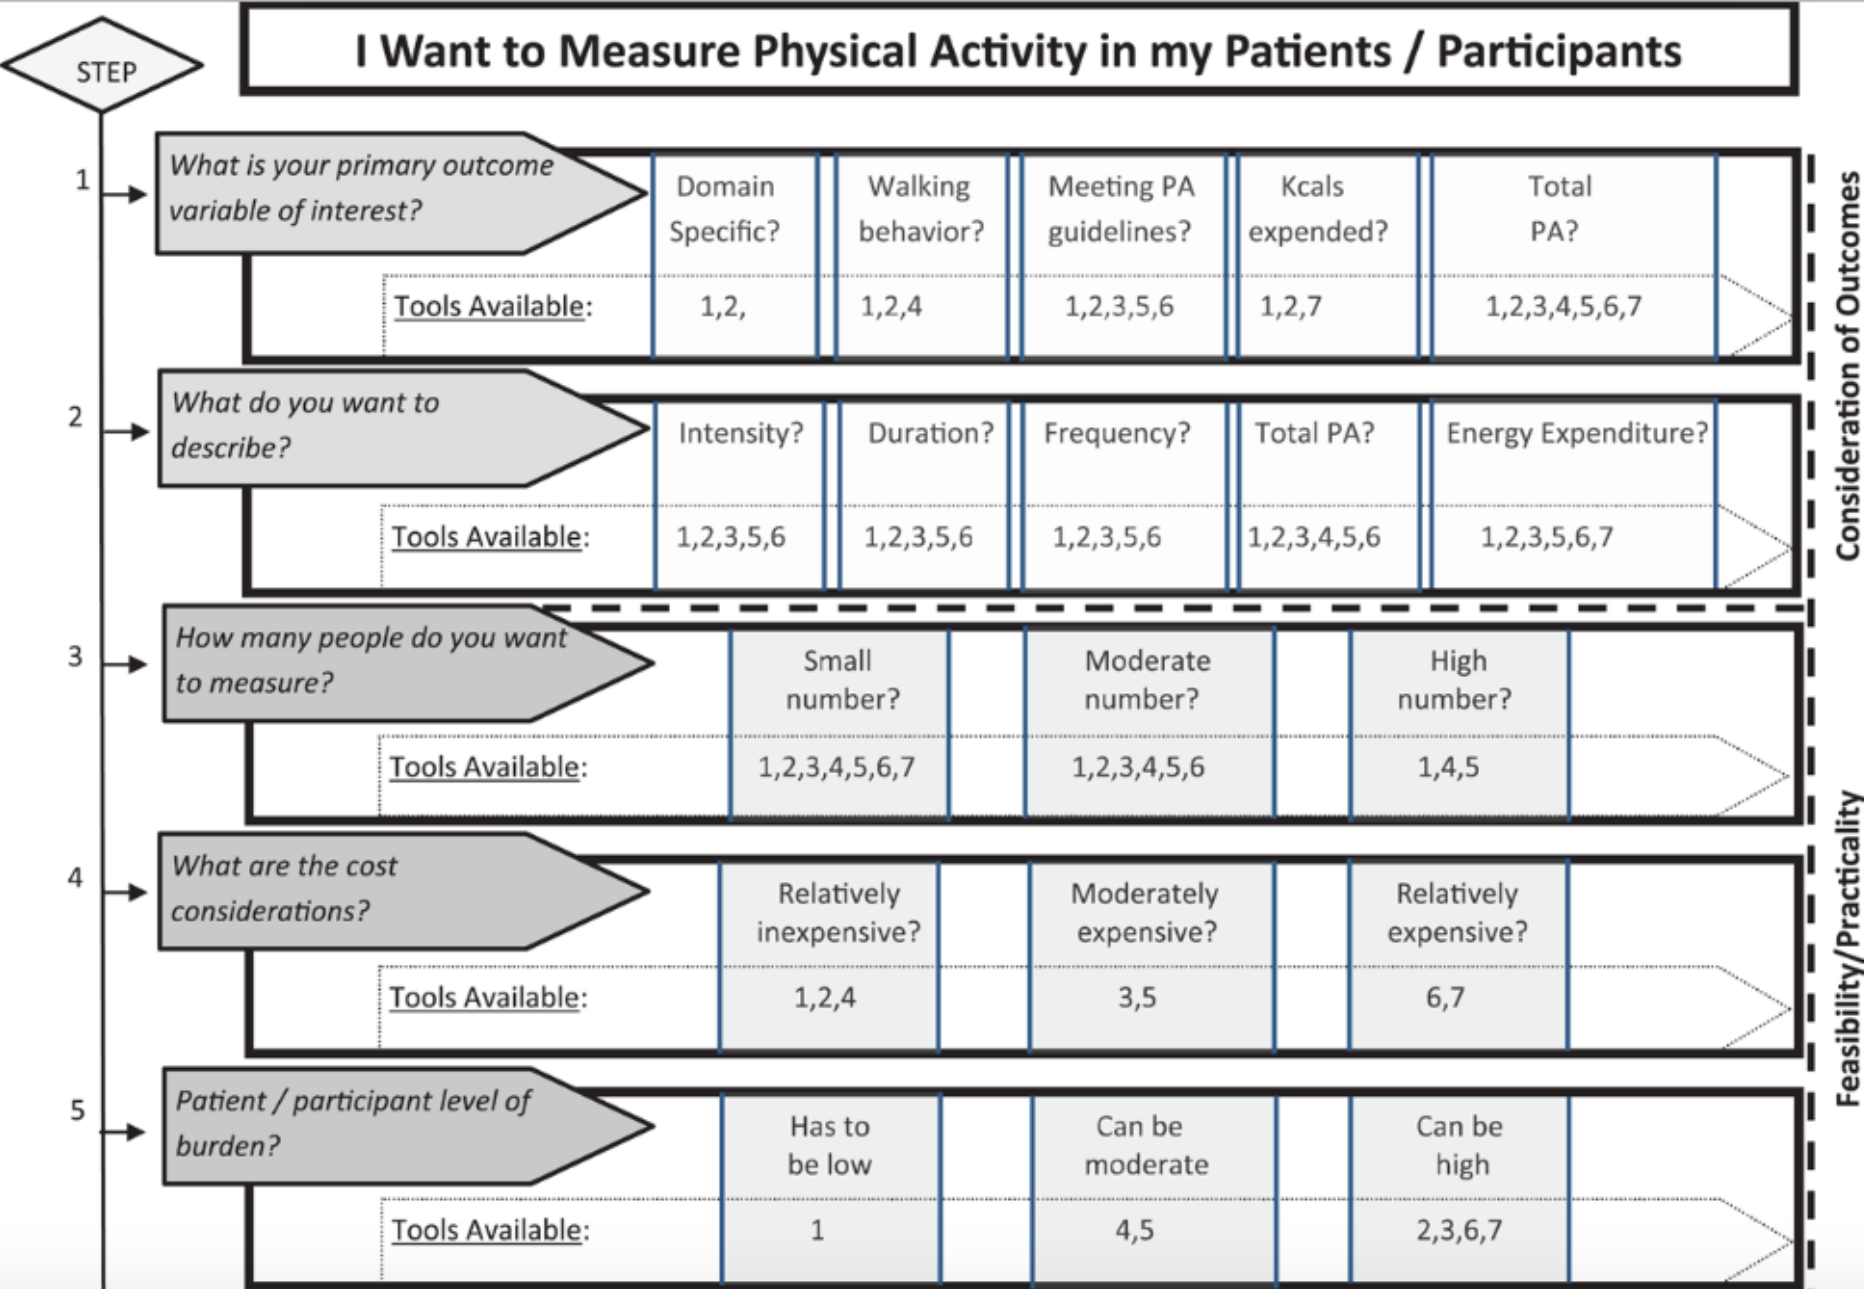 STEP
I Want to Measure Physical Activity in my Patients / Participants
1
What is your primary outcome
variable of interest?
Domain
Specific?
Walking
behavior?
Meeting PA
guidelines?
Kcals
expended?
Total
PA?
Tools Available:
1,2,
1,2,4
1,2,3,5,6
1,2,7
1,2,3,4,5,6,7
2
What do you want to
describe?
Intensity?
Duration?
Frequency?
Total PA?
Energy Expenditure?
Tools Available:
1,2,3,5,6
1,2,3,5,6
1,2,3,5,6
1,2,3,4,5,6
1,2,3,5,6,7
Consideration of Outcomes
3
How many people do you want
to measure?
Small
number?
Moderate
number?
High
number?
Tools Available:
1,2,3,4,5,6,7
1,2,3,4,5,6
1,4,5
4
What are the cost
considerations?
Relatively
inexpensive?
Moderately
expensive?
Relatively
expensive?
Tools Available:
1,2,4
3,5
6,7
5
Patient / participant level of
burden?
Has to
be low
Can be
moderate
Can be
high
Tools Available:
1
4,5
2,3,6,7
Feasibility/Practicality